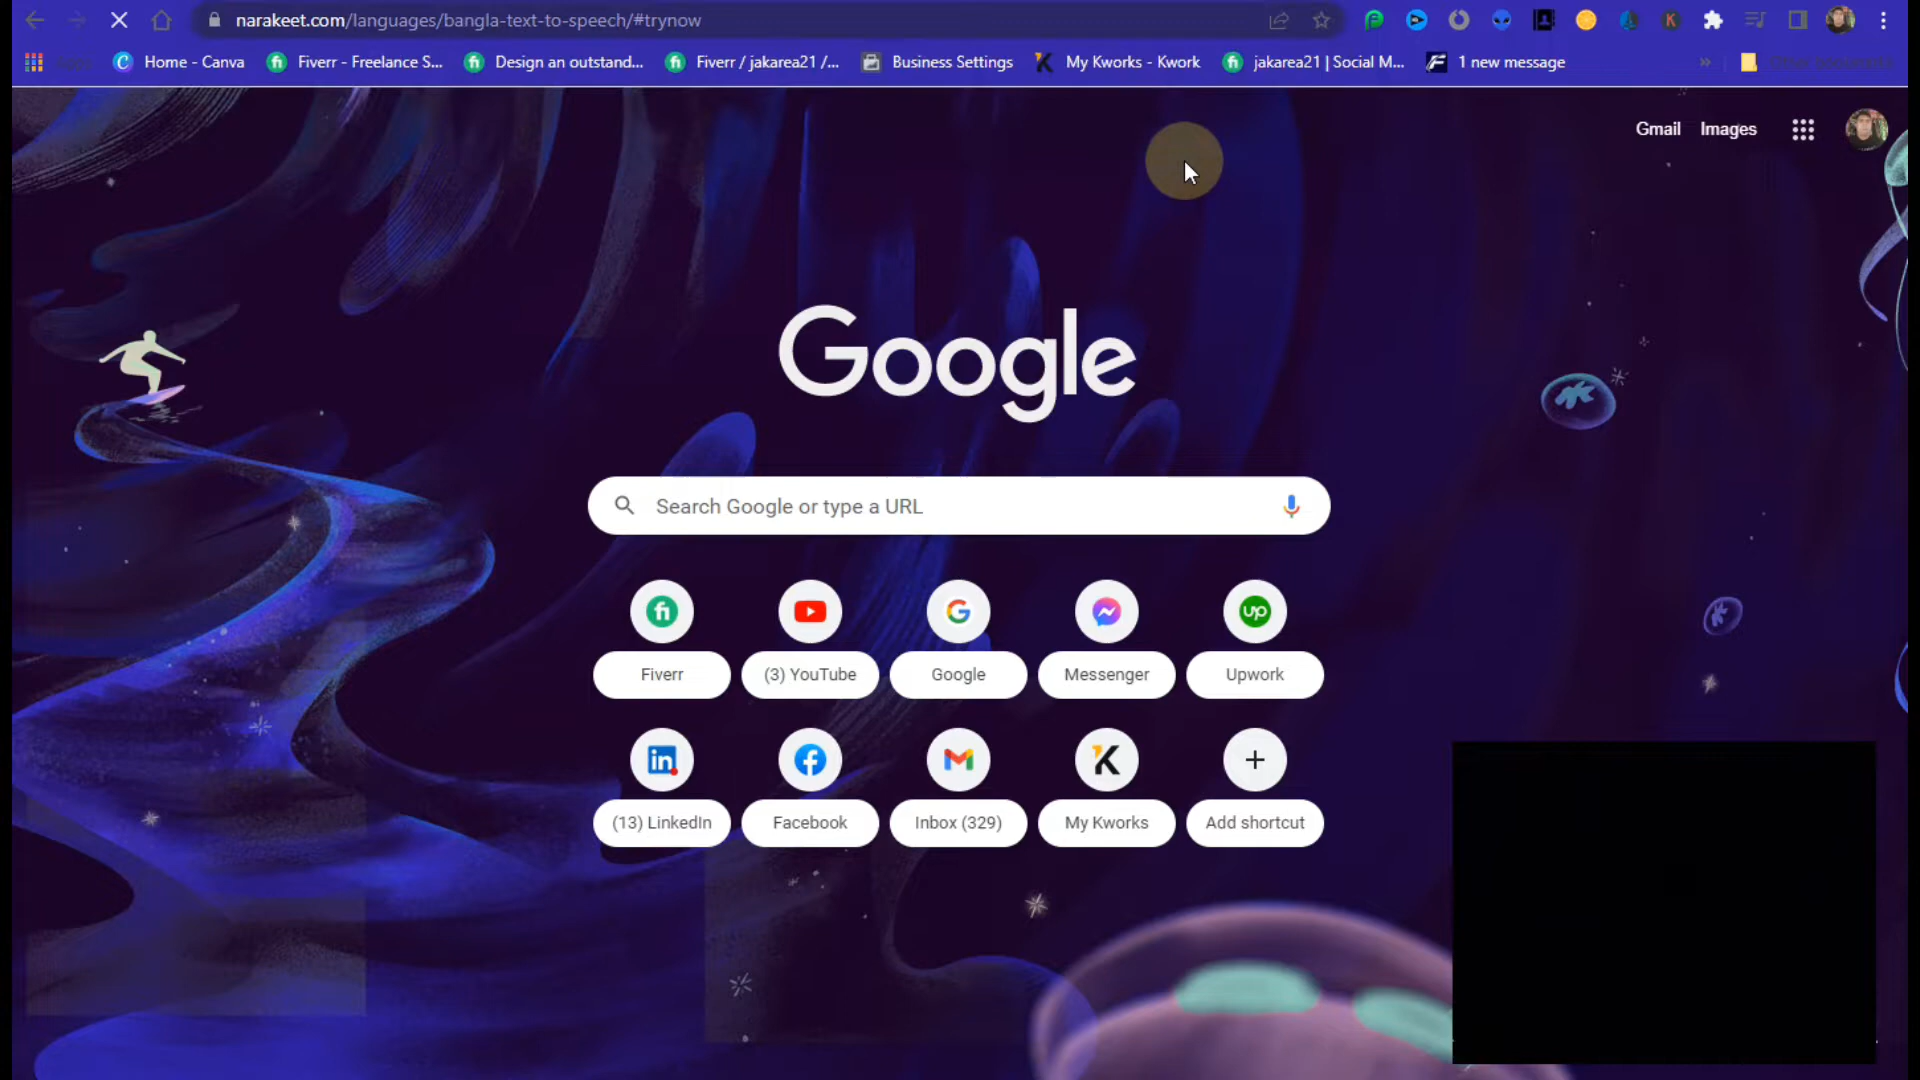 narakeet.com/languages/bangla-text-to-speech/#trynow
Home - Canva
Fiverr - Freelance S...
Design an outstand...
Fiverr / jakarea21 /...
Business Settings
My Kworks - Kwork
jakarea21 | Social M...
1 new message
Gmail
Images
Google
Search Google or type a URL
Fiverr
(3) YouTube
Google
Messenger
Upwork
(13) LinkedIn
Facebook
Inbox (329)
My Kworks
Add shortcut